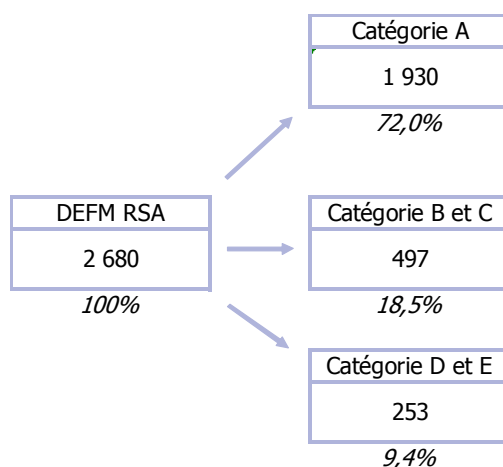 Catégorie A
1 930
72,0%
DEFM RSA
2 680
100%
Catégorie B et C
497
18,5%
Catégorie D et E
253
9,4%